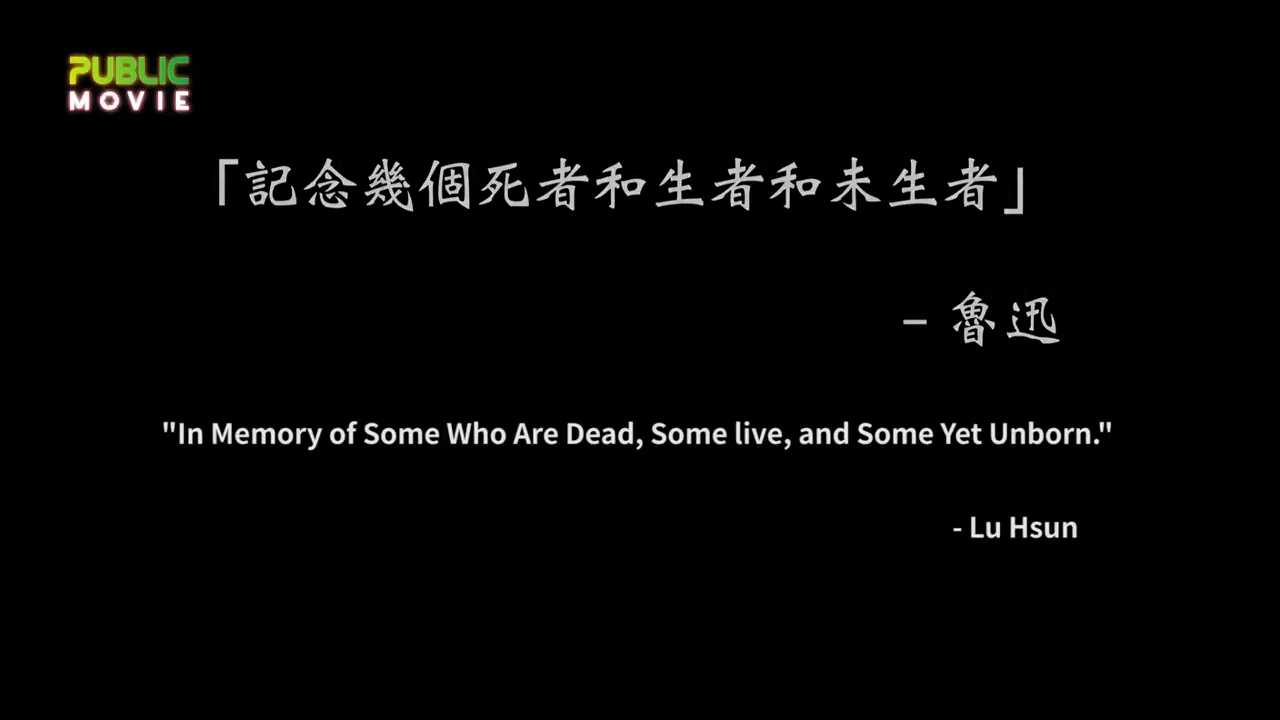 PUBLIC
MOVIE
「記念幾個死者和生者和未生者」
– 魯迅
"In Memory of Some Who Are Dead, Some live, and Some Yet Unborn."
- Lu Hsun